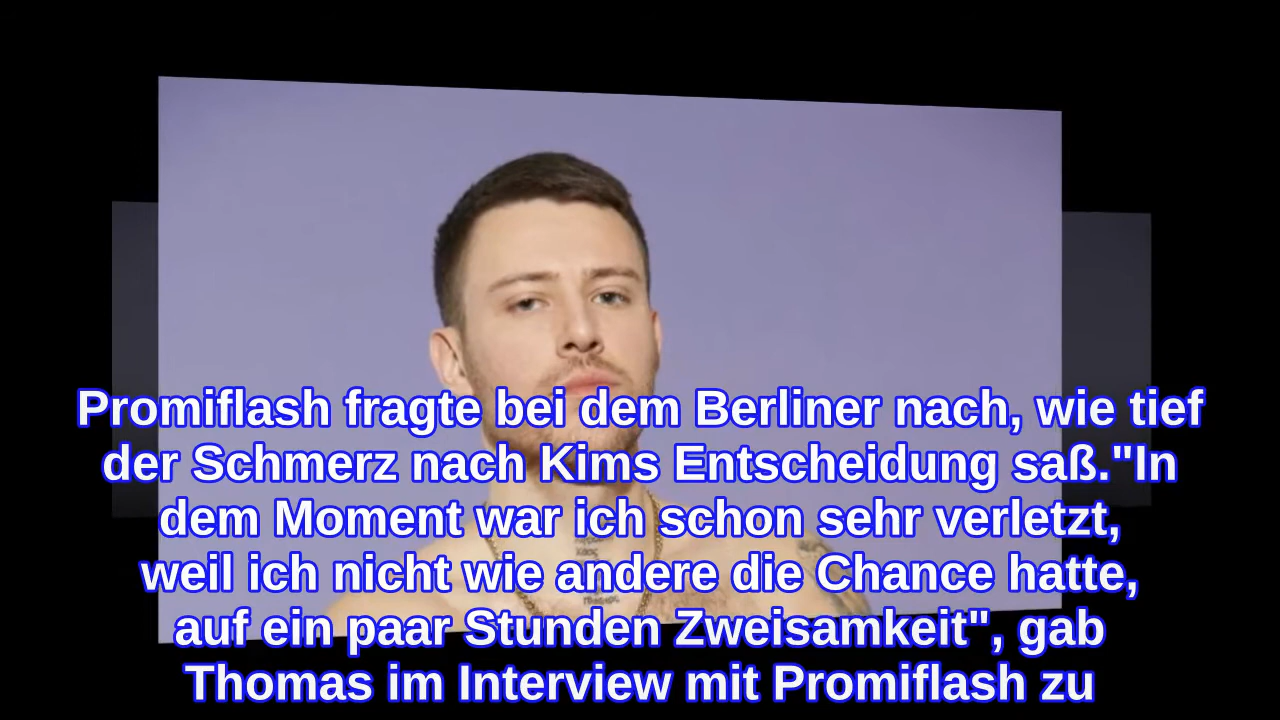 Promiflash fragte bei dem Berliner nach, wie tief
der Schmerz nach Kims Entscheidung saß."In
dem Moment war ich schon sehr verletzt,
weil ich nicht wie andere die Chance hatte,
auf ein paar Stunden Zweisamkeit", gab
Thomas im Interview mit Promiflash zu